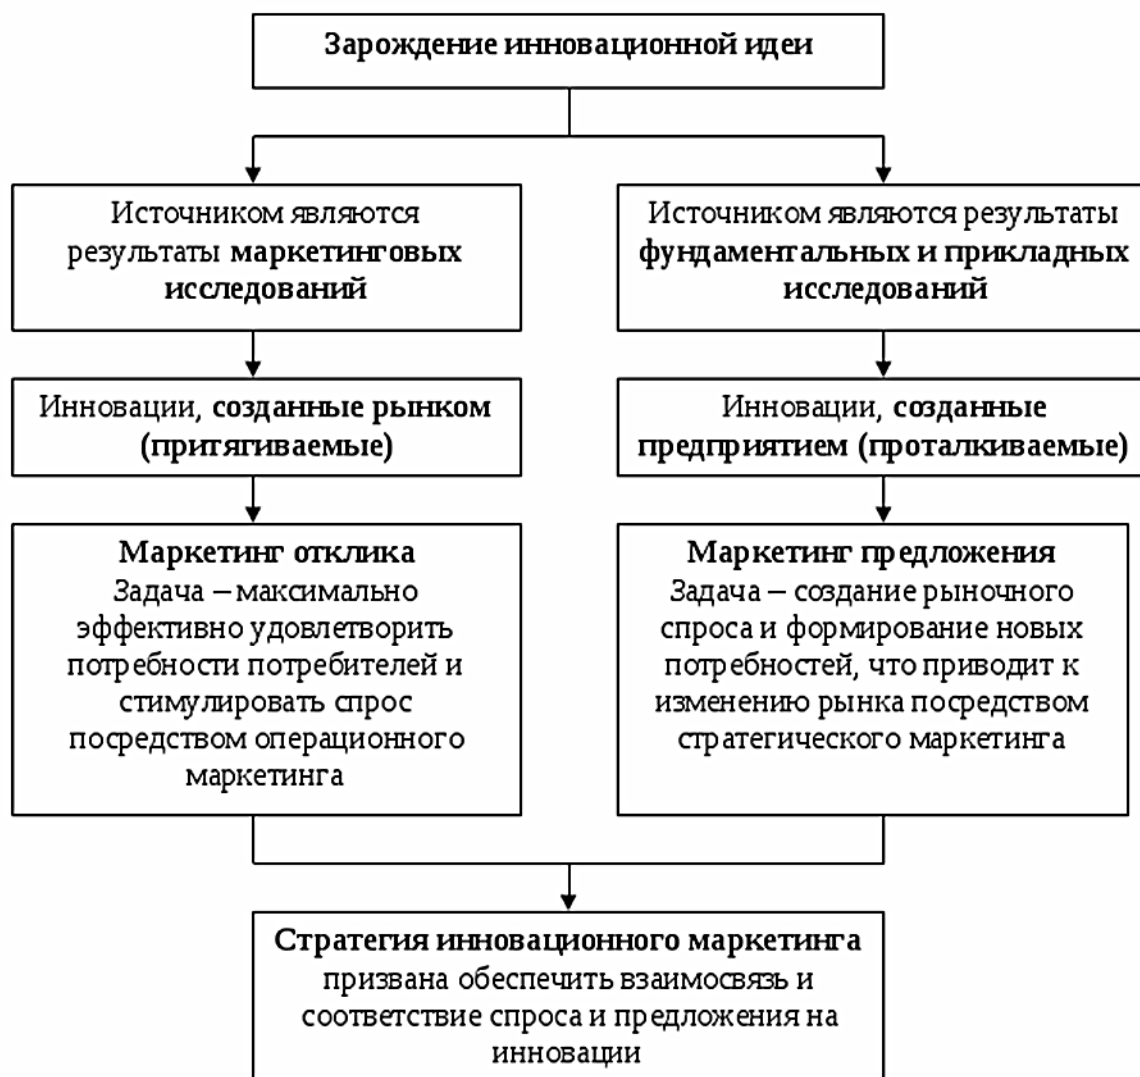 Зарождение инновационной идеи
Источником являются
результаты маркетинговых
исследований
Источником являются результаты
фундаментальных и прикладных
исследований
Инновации, созданные рынком
(притягиваемые)
Инновации, созданные
предприятием (проталкиваемые)
Маркетинг отклика
Задача – максимально
эффективно удовлетворить
потребности потребителей и
стимулировать спрос
посредством операционного
маркетинга
Маркетинг предложения
Задача – создание рыночного
спроса и формирование новых
потребностей, что приводит к
изменению рынка посредством
стратегического маркетинга
Стратегия инновационного маркетинга
призвана обеспечить взаимосвязь и
соответствие спроса и предложения на
инновации